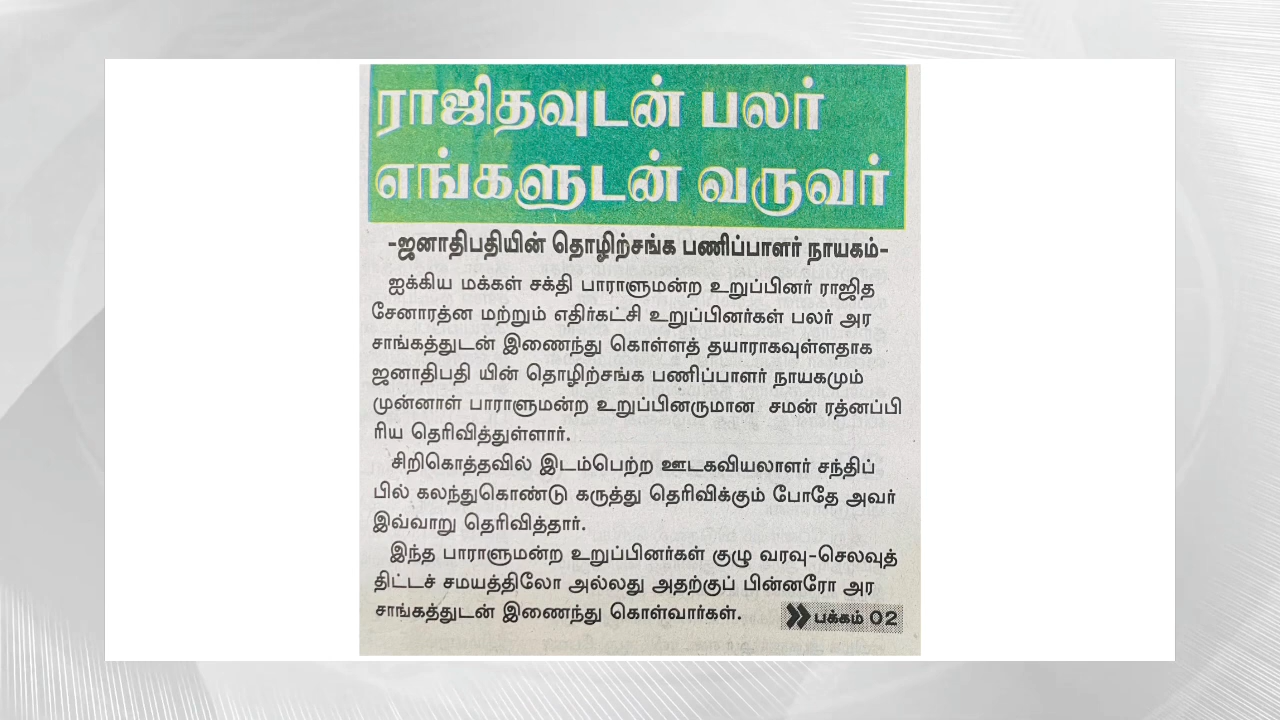 ராஜிதவுடன் பலர்
எங்களுடன் வருவர்
-ஜனாதிபதியின் தொழிற்சங்க பணிப்பாளர் நாயகம்-
ஐக்கிய மக்கள் சக்தி பாராளுமன்ற உறுப்பினர் ராஜித
சேனாரத்ன மற்றும் எதிர்கட்சி உறுப்பினர்கள் பலர் அர
சாங்கத்துடன் இணைந்து கொள்ளத் தயாராகவுள்ளதாக
ஜனாதிபதி யின் தொழிற்சங்க பணிப்பாளர் நாயகமும்
முன்னாள் பாராளுமன்ற உறுப்பினருமான சமன் ரத்னப்பி
ரிய தெரிவித்துள்ளார்.
சிறிகொத்தவில் இடம்பெற்ற ஊடகவியலாளர் சந்திப்
பில் கலந்துகொண்டு கருத்து தெரிவிக்கும் போதே அவர்
இவ்வாறு தெரிவித்தார்.
இந்த பாராளுமன்ற உறுப்பினர்கள் குழு வரவு-செலவுத்
திட்டச் சமயத்திலோ அல்லது அதற்குப் பின்னரோ அர
சாங்கத்துடன் இணைந்து கொள்வார்கள்.
பக்கம் 02